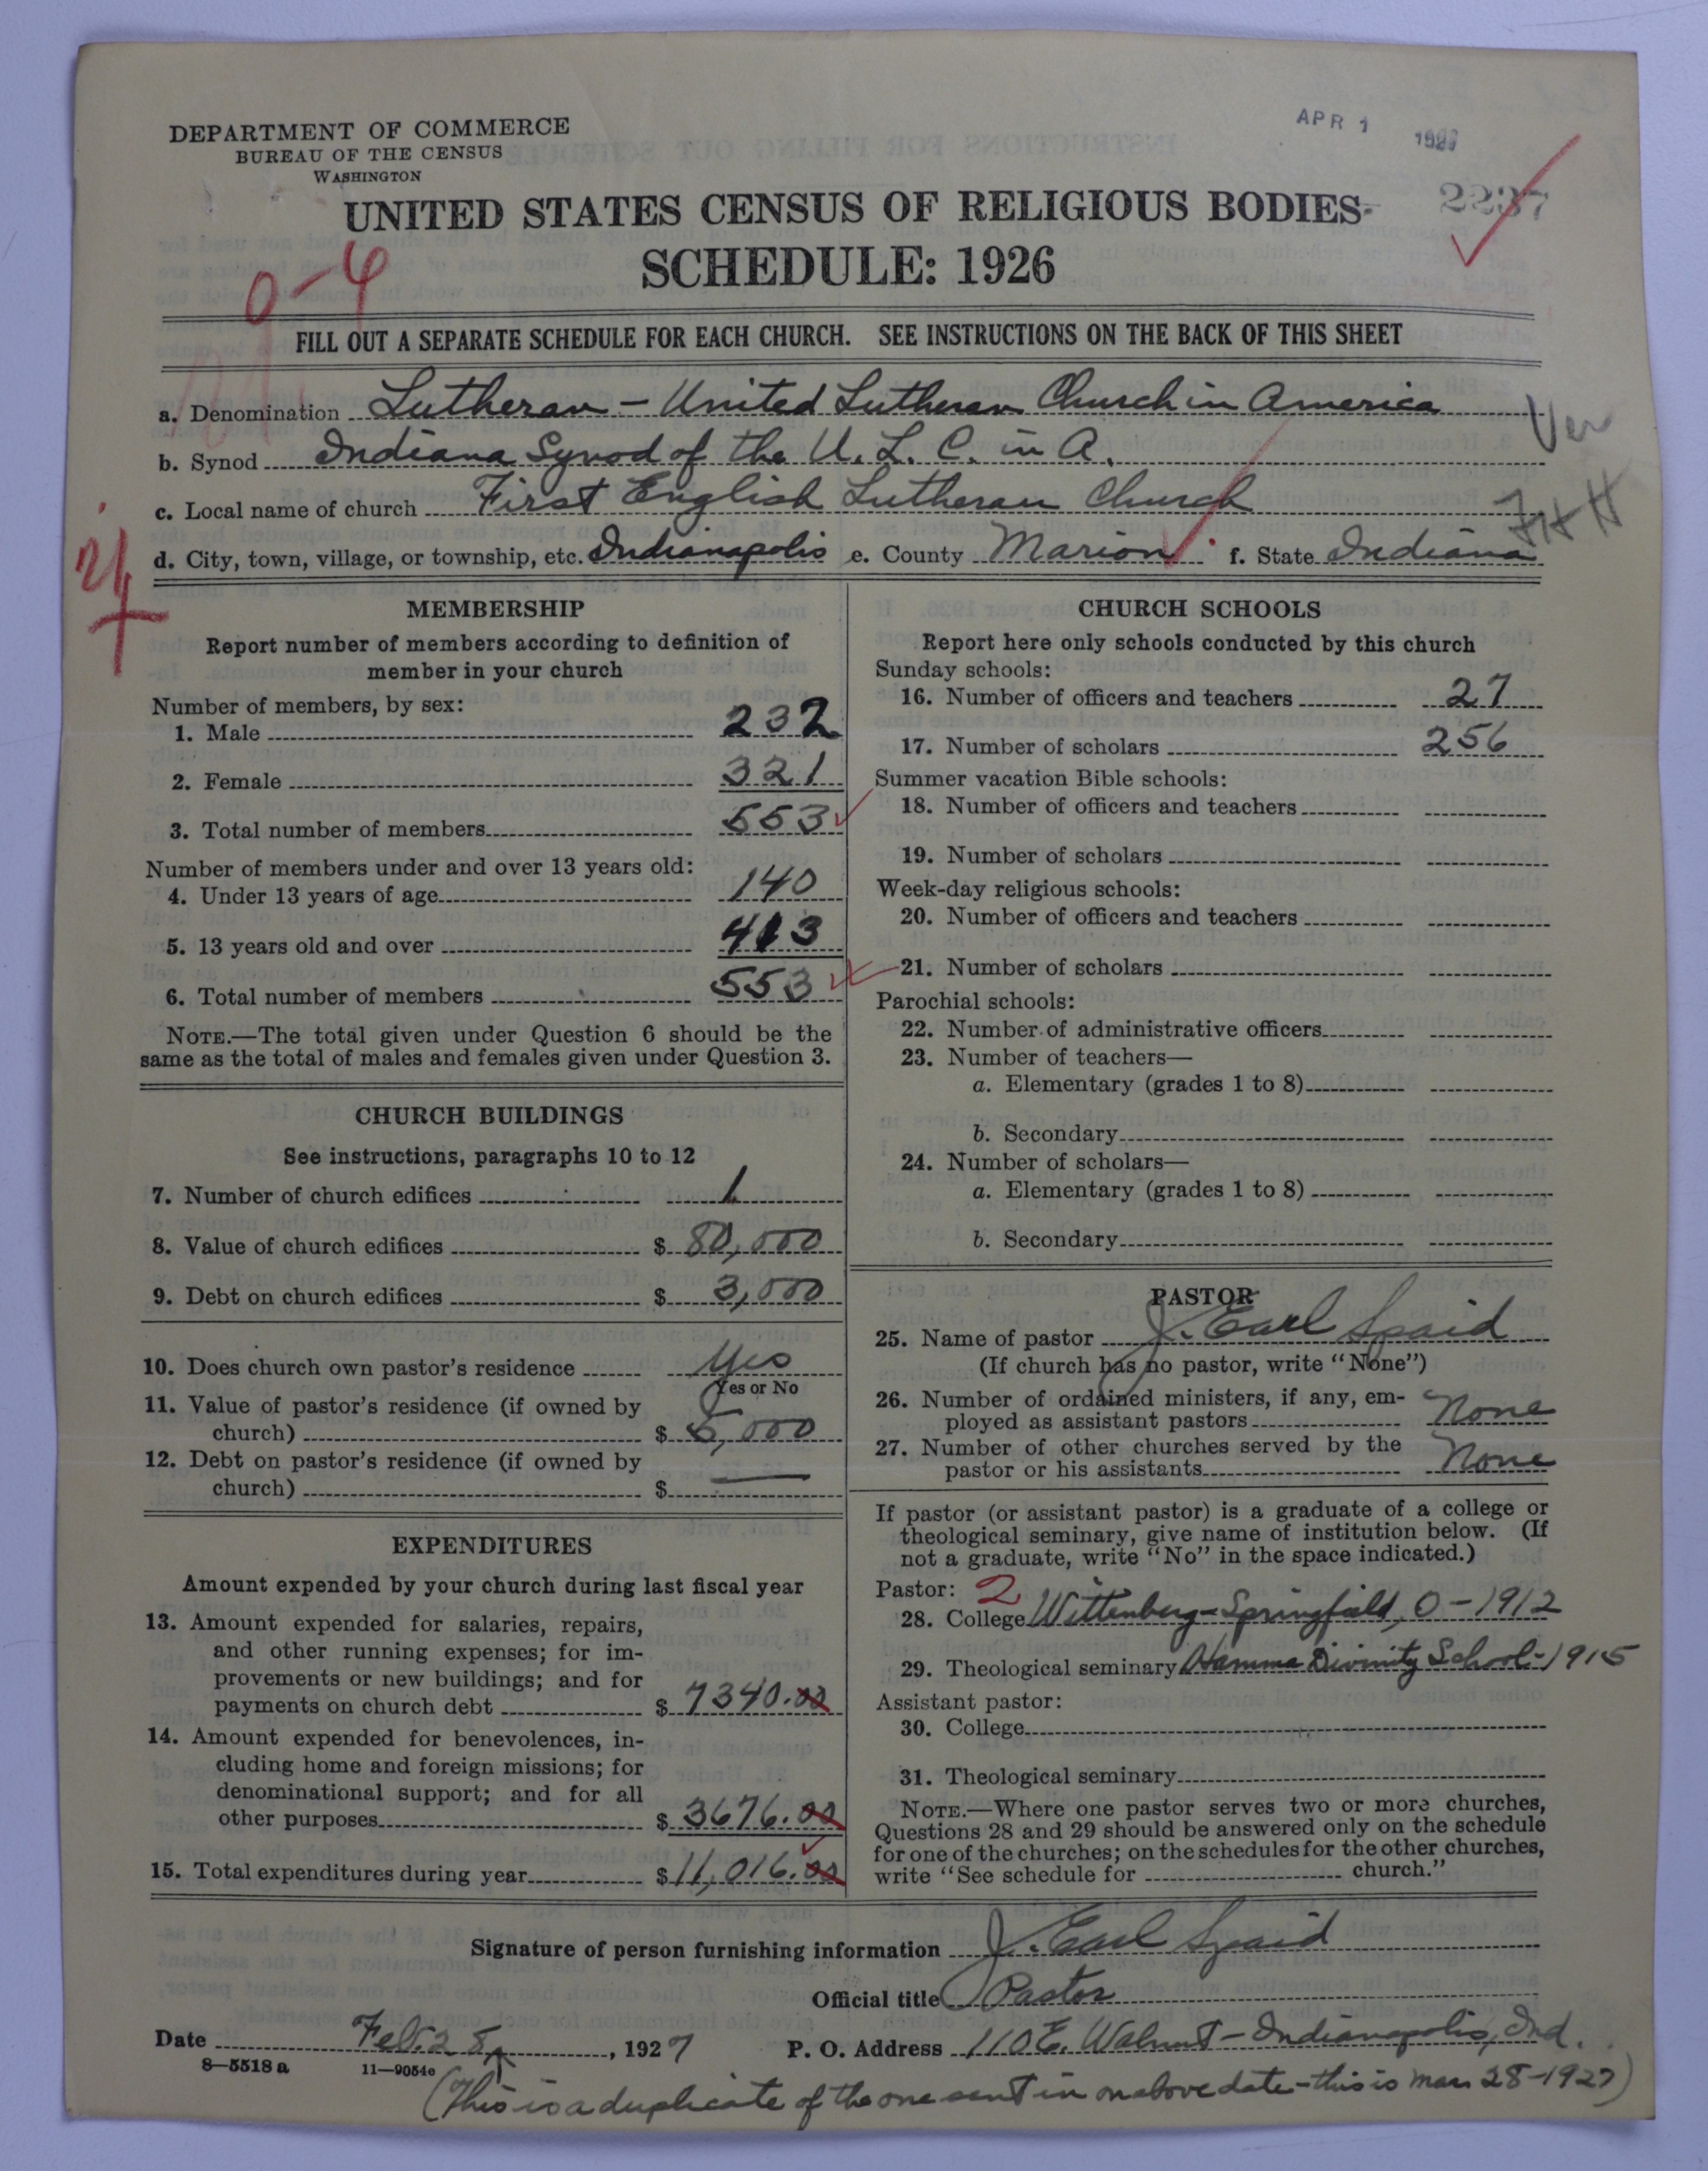 DEPARTMENT OF COMMERCE
BUREAU OF THE CENSUS
WASHINGTON
APR 1
2237
UNITED STATES CENSUS OF RELIGIOUS BODIES
SCHEDULE: 1926
0-4
FILL OUT A SEPARATE SCHEDULE FOR EACH CHURCH. SEE INSTRUCTIONS ON THE BACK OF THIS SHEET
a. Denomination Lutheran - United Lutheran Church in America
b. Synod Indiana Synod of the U. L. C. in A.
Ver
c. Local name of church First English Lutheran Church
d. City, town, village, or township, etc. Indianapolis e. County Marion f. State Indiana
MEMBERSHIP
Report number of members according to definition of
member in your church
Number of members, by sex:
1. Male 232
2. Female 321
3. Total number of members 553
Number of members under and over 13 years old:
4. Under 13 years of age 140
5. 13 years old and over 413
6. Total number of members 553
NOTE.—The total given under Question 6 should be the
same as the total of males and females given under Question 3.
CHURCH BUILDINGS
See instructions, paragraphs 10 to 12
7. Number of church edifices 1
8. Value of church edifices $ 80,000
9. Debt on church edifices $ 3,000
10. Does church own pastor's residence Yes
Yes or No
11. Value of pastor's residence (if owned by
church) $ 5,000
12. Debt on pastor's residence (if owned by
church) $ —
EXPENDITURES
Amount expended by your church during last fiscal year
13. Amount expended for salaries, repairs,
and other running expenses; for im-
provements or new buildings; and for
payments on church debt $ 7340.00
14. Amount expended for benevolences, in-
cluding home and foreign missions; for
denominational support; and for all
other purposes $ 3676.00
15. Total expenditures during year $ 11,016.00
CHURCH SCHOOLS
Report here only schools conducted by this church
Sunday schools:
16. Number of officers and teachers 27
17. Number of scholars 256
Summer vacation Bible schools:
18. Number of officers and teachers
19. Number of scholars
Week-day religious schools:
20. Number of officers and teachers
21. Number of scholars
Parochial schools:
22. Number of administrative officers
23. Number of teachers—
a. Elementary (grades 1 to 8)
b. Secondary
24. Number of scholars—
a. Elementary (grades 1 to 8)
b. Secondary
PASTOR
25. Name of pastor J. Earl Spaid
(If church has no pastor, write "None")
26. Number of ordained ministers, if any, em-
ployed as assistant pastors None
27. Number of other churches served by the
pastor or his assistants None
If pastor (or assistant pastor) is a graduate of a college or
theological seminary, give name of institution below. (If
not a graduate, write "No" in the space indicated.)
Pastor: 2
28. College Wittenberg - Springfield, O - 1912
29. Theological seminary Hamma Divinity School - 1915
Assistant pastor:
30. College
31. Theological seminary
NOTE.—Where one pastor serves two or more churches,
Questions 28 and 29 should be answered only on the schedule
for one of the churches; on the schedules for the other churches,
write "See schedule for church."
Signature of person furnishing information J. Earl Spaid
Official title Pastor
Date Feb. 28, 1927 P. O. Address 110 E. Walnut - Indianapolis, Ind.
8-5518 a 11-9054c
(This is a duplicate of the one sent in on above date - this is Mar. 28-1927)